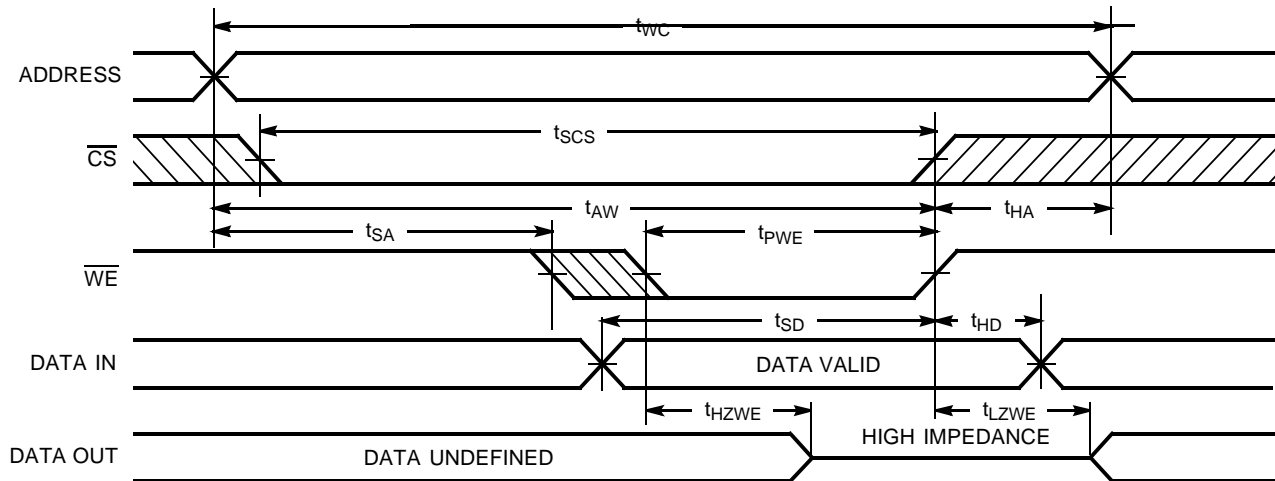 tWC
ADDRESS
tSCS
CS
tAW
tHA
tSA
tPWE
WE
tSD
tHD
DATA IN
DATA VALID
tHZWE
tLZWE
HIGH IMPEDANCE
DATA OUT
DATA UNDEFINED